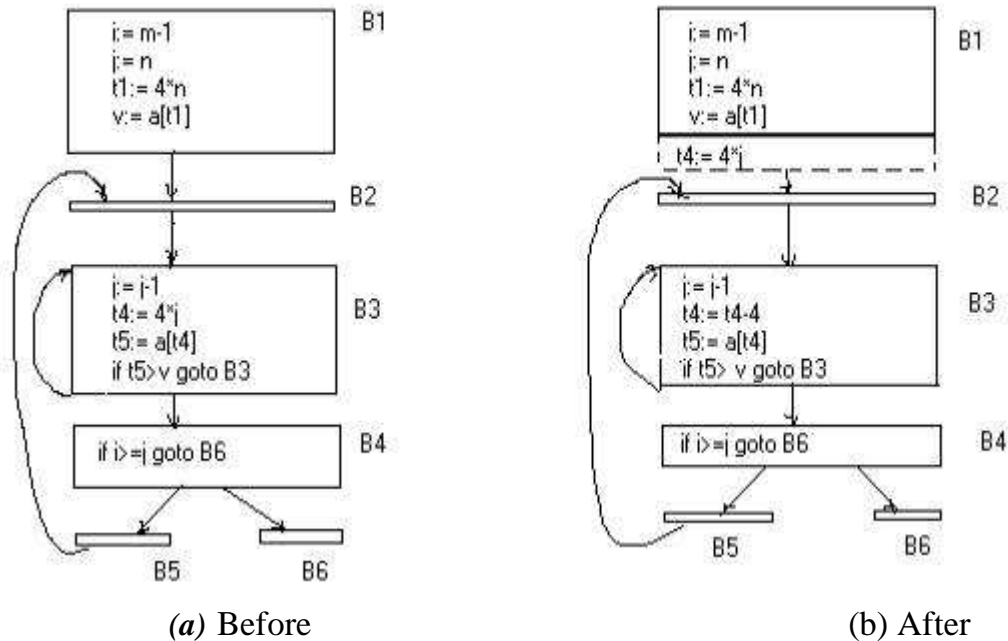 i:= m-1
j:= n
t1:= 4*n
v:= a[t1]
B1
B2
j:= j-1
t4:= 4*j
t5:= a[t4]
if t5>v goto B3
B3
if i>=j goto B6
B4
B5
B6
(a) Before
i:= m-1
j:= n
t1:= 4*n
v:= a[t1]
B1
t4:= 4*j
B2
j:= j-1
t4:= t4-4
t5:= a[t4]
if t5> v goto B3
B3
if i>=j goto B6
B4
B5
B6
(b) After